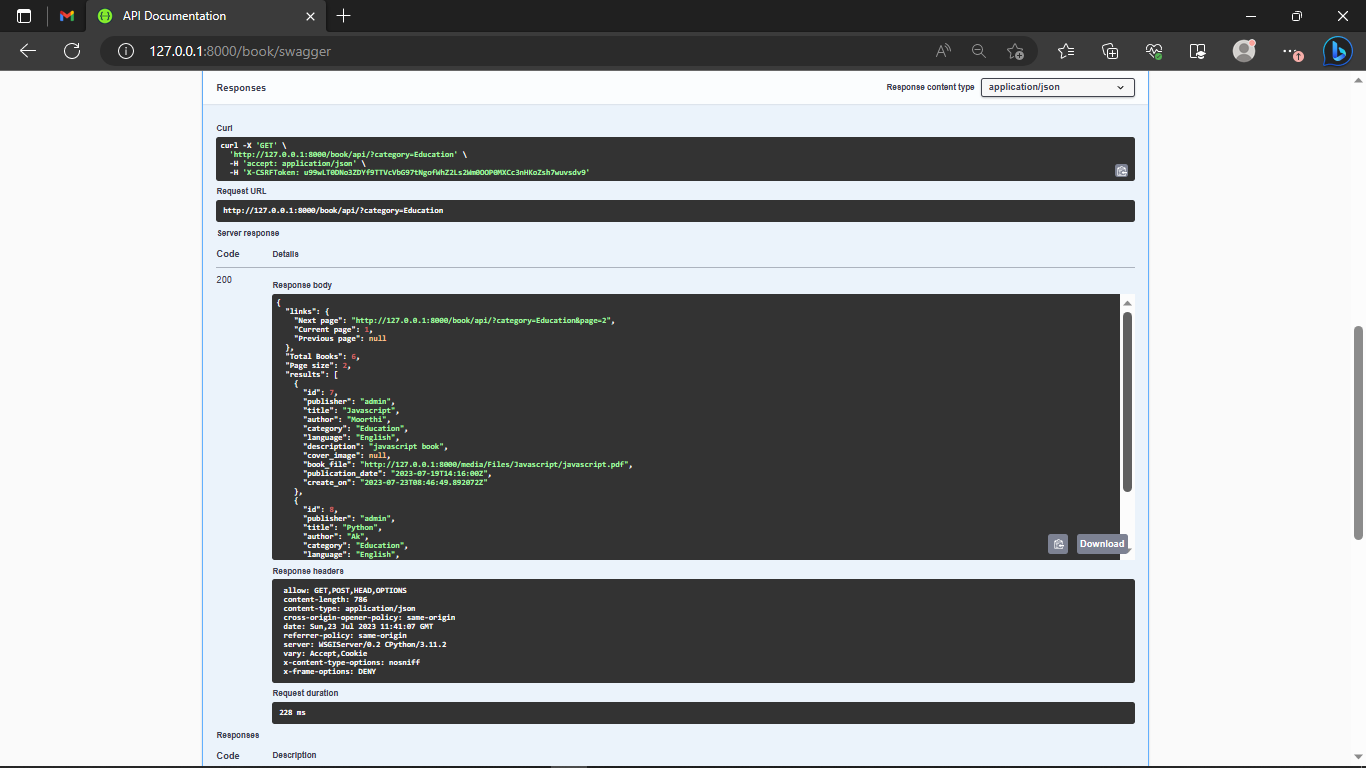 API Documentation
127.0.0.1:8000/book/swagger
Responses
Response content type
application/json
Curl
curl -X 'GET' \
'http://127.0.0.1:8000/book/api/?category=Education' \
-H 'accept: application/json' \
-H 'X-CSRFToken:
Request URL
http://127.0.0.1:8000/book/api/?category=Education
Server response
Code Details
200
Response body
{
"links": {
"Next page": "http://127.0.0.1:8000/book/api/?category=Education&page=2",
"Current page": 1,
"Previous page": null
},
"Total Books": 6,
"Page size": 2,
"results": [
{
"id": 7,
"publisher": "admin",
"title": "Javascript",
"author": "Moorthi",
"category": "Education",
"language": "English",
"description": "javascript book",
"cover_image": null,
"book_file": "http://127.0.0.1:8000/media/Files/Javascript/javascript.pdf",
"publication_date": "2023-07-19T14:16:00Z",
"create_on": "2023-07-23T08:46:49.892072Z"
},
{
"id": 8,
"publisher": "admin",
"title": "Python",
"author": "Ak",
"category": "Education",
"language": "English",
Download
Response headers
allow: GET,POST,HEAD,OPTIONS
content-length: 786
content-type: application/json
cross-origin-opener-policy: same-origin
date: Sun,23 Jul 2023 11:41:07 GMT
referrer-policy: same-origin
server: WSGIServer/0.2 CPython/3.11.2
vary: Accept,Cookie
x-content-type-options: nosniff
x-frame-options: DENY
Request duration
228 ms
Responses
Code Description